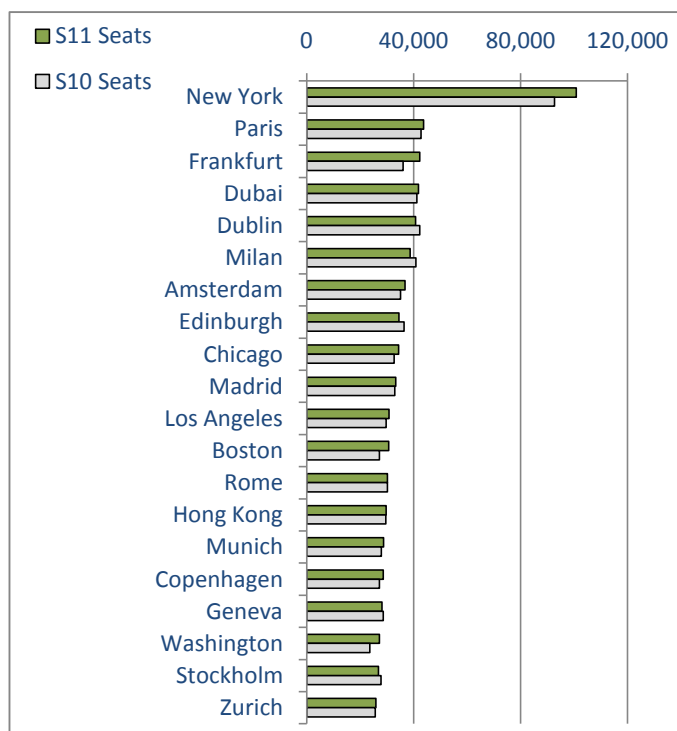 S11 Seats
S10 Seats
0 40,000 80,000 120,000
New York
Paris
Frankfurt
Dubai
Dublin
Milan
Amsterdam
Edinburgh
Chicago
Madrid
Los Angeles
Boston
Rome
Hong Kong
Munich
Copenhagen
Geneva
Washington
Stockholm
Zurich